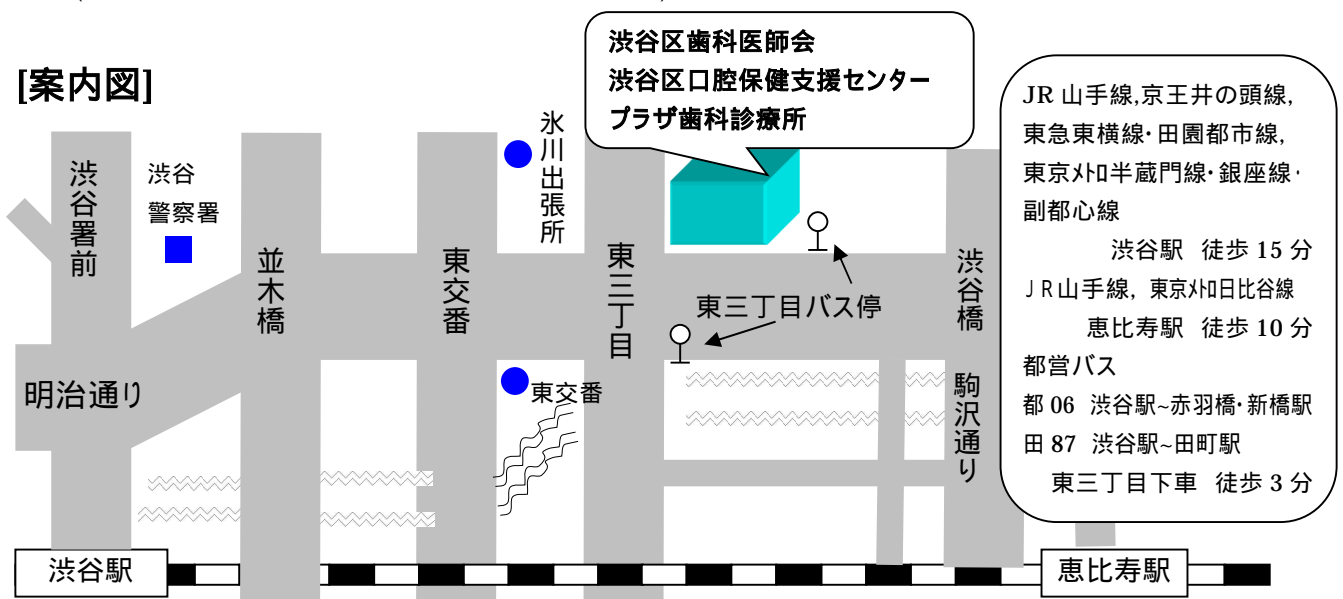 渋谷区歯科医師会
渋谷区口腔保健支援センター
プラザ歯科診療所
[案内図]
JR 山手線,京王井の頭線,
東急東横線・田園都市線,
東京ﾒﾄﾛ半蔵門線・銀座線・
副都心線
渋谷駅 徒歩 15 分
ＪR山手線, 東京ﾒﾄﾛ日比谷線
恵比寿駅 徒歩 10 分
都営バス
都 06 渋谷駅~赤羽橋・新橋駅
田 87 渋谷駅~田町駅
東三丁目下車 徒歩 3 分
渋谷署前
渋谷
警察署
並木橋
東交番
氷川出張所
東三丁目
渋谷橋
東三丁目バス停
明治通り
東交番
駒沢通り
渋谷駅
恵比寿駅